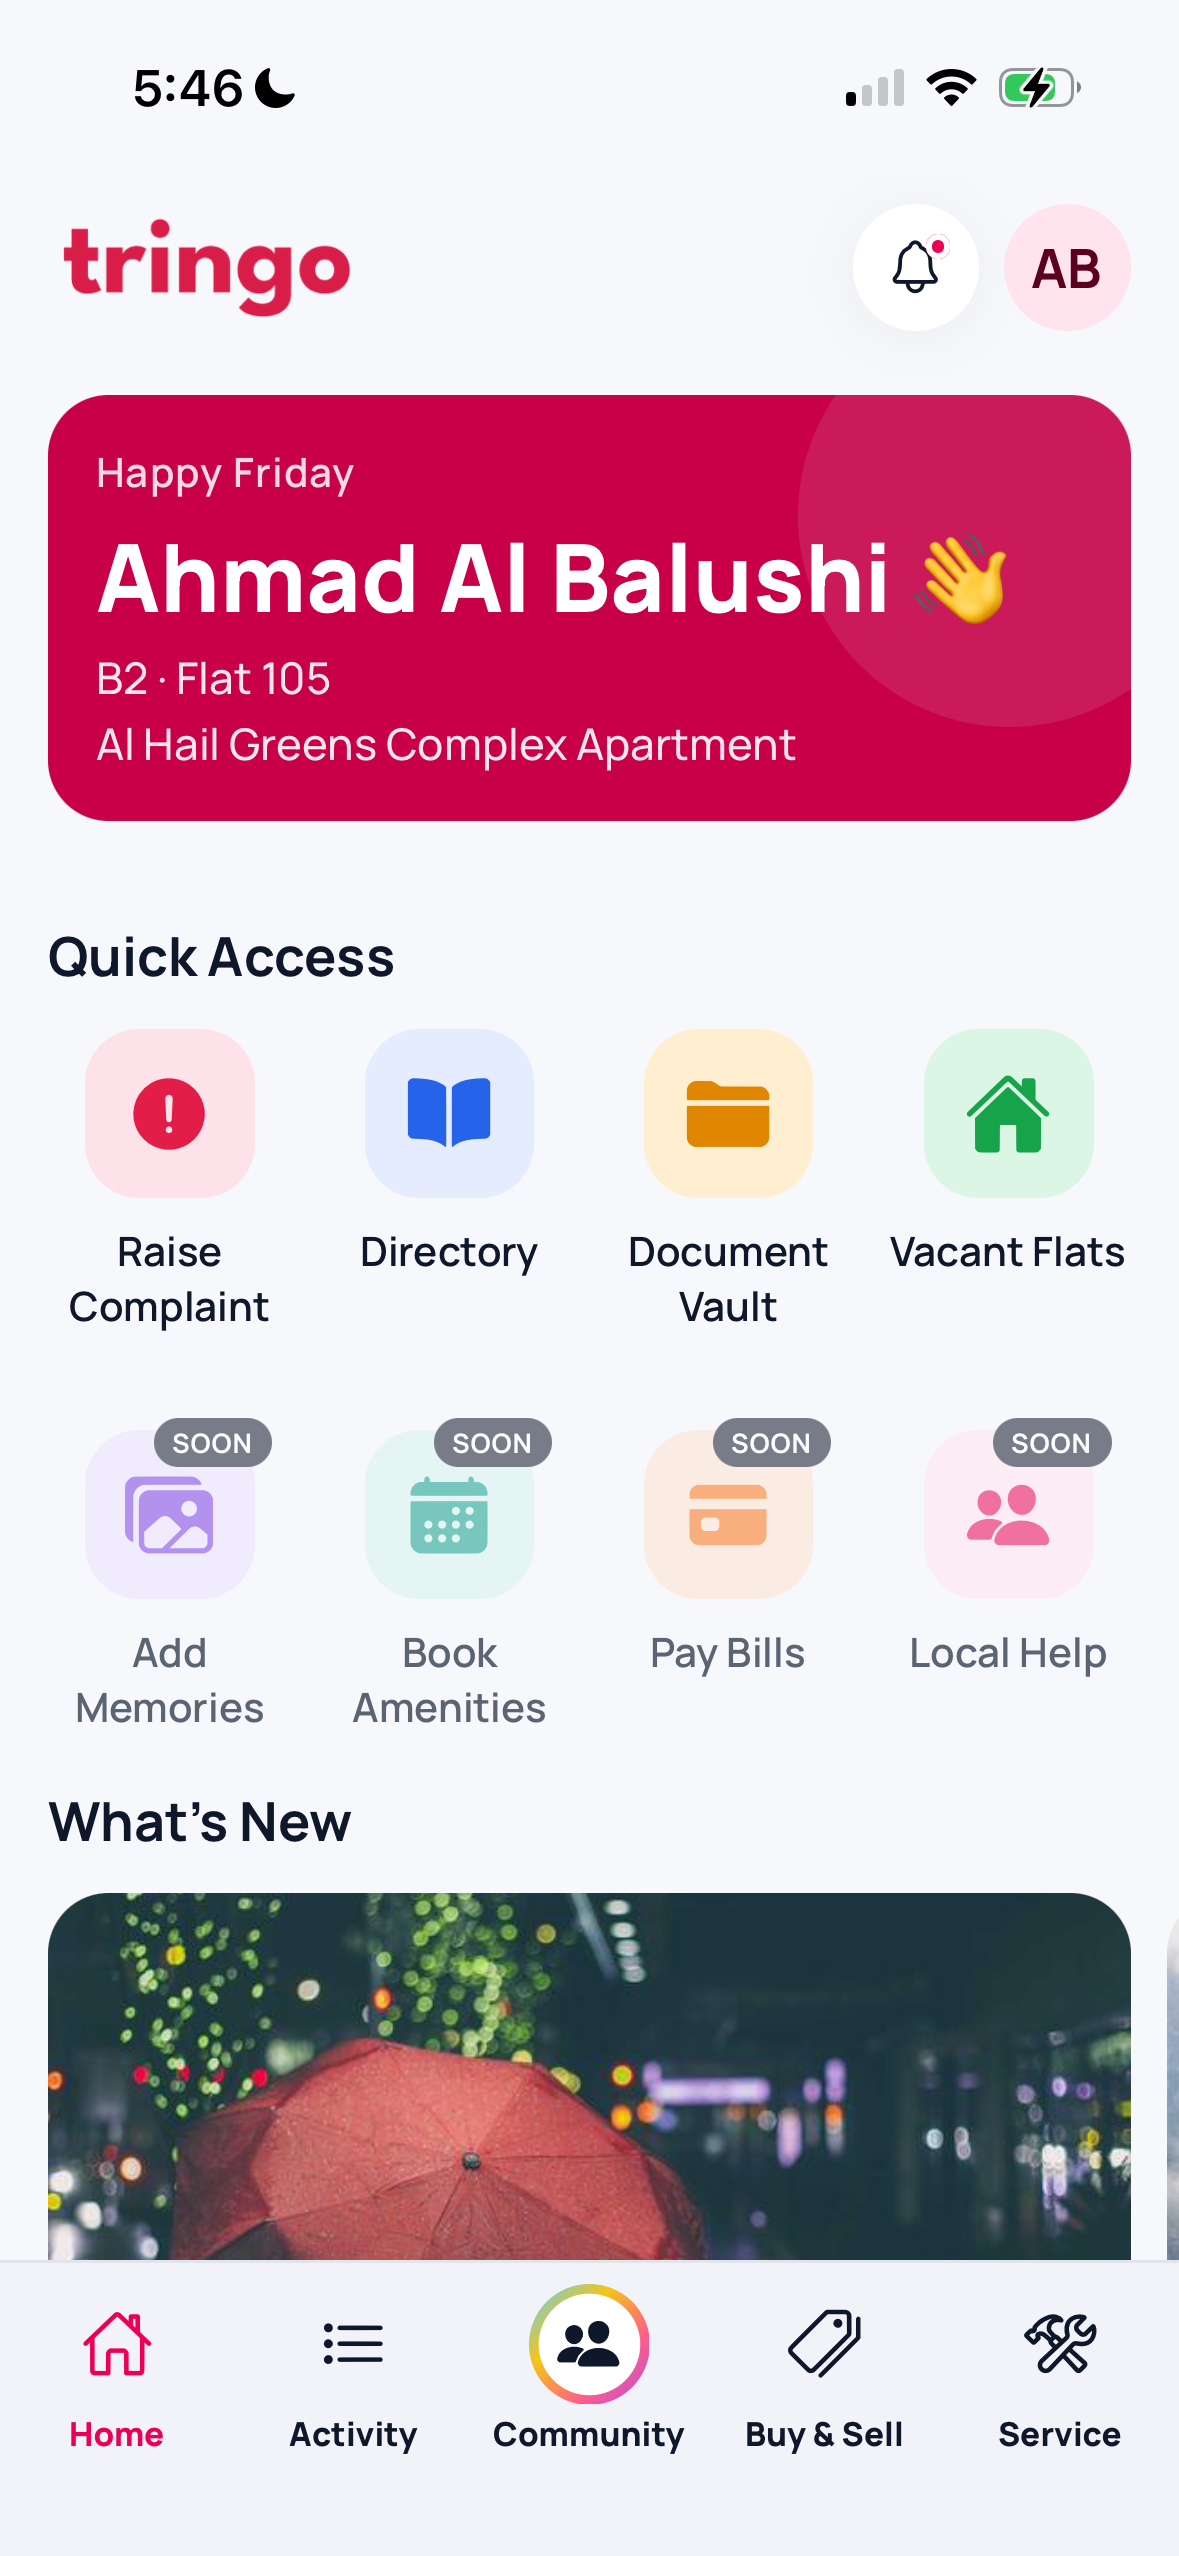 5:46
tringo
AB
Happy Friday
Ahmad Al Balushi 👋
B2 · Flat 105
Al Hail Greens Complex Apartment
Quick Access
Raise Complaint
Directory
Document Vault
Vacant Flats
SOON
SOON
SOON
SOON
Add Memories
Book Amenities
Pay Bills
Local Help
What's New
Home
Activity
Community
Buy & Sell
Service